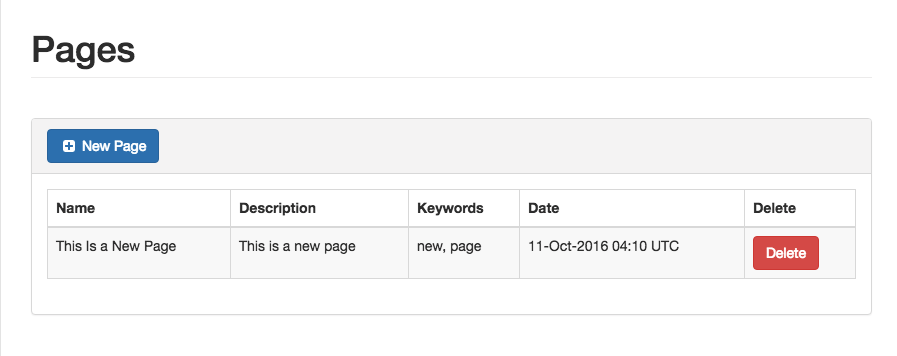 Pages
New Page
Name Description Keywords Date Delete
This Is a New Page This is a new page new, page 11-Oct-2016 04:10 UTC Delete